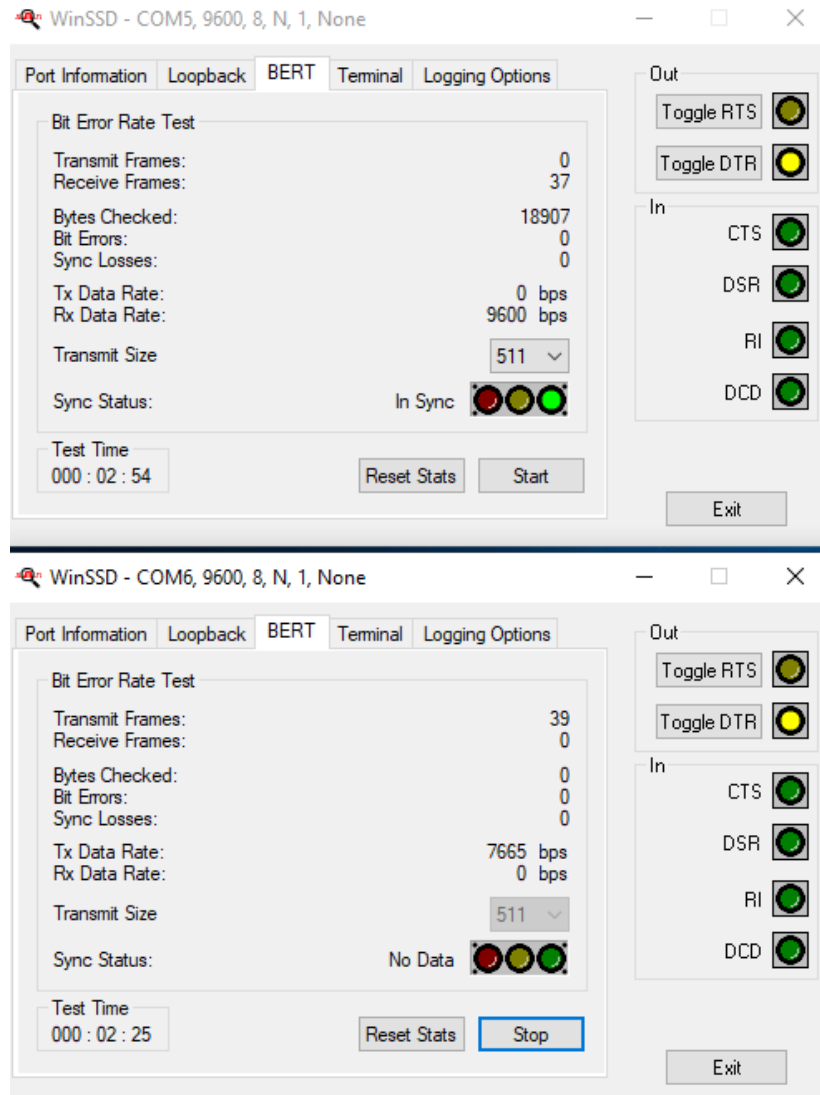 WinSSD - COM5, 9600, 8, N, 1, None
Port Information Loopback BERT Terminal Logging Options
Bit Error Rate Test
Transmit Frames: 0
Receive Frames: 37
Bytes Checked: 18907
Bit Errors: 0
Sync Losses: 0
Tx Data Rate: 0 bps
Rx Data Rate: 9600 bps
Transmit Size 511
Sync Status: In Sync
Test Time
000 : 02 : 54
Reset Stats Start
Out
Toggle RTS
Toggle DTR
In
CTS
DSR
RI
DCD
Exit
WinSSD - COM6, 9600, 8, N, 1, None
Port Information Loopback BERT Terminal Logging Options
Bit Error Rate Test
Transmit Frames: 39
Receive Frames: 0
Bytes Checked: 0
Bit Errors: 0
Sync Losses: 0
Tx Data Rate: 7665 bps
Rx Data Rate: 0 bps
Transmit Size 511
Sync Status: No Data
Test Time
000 : 02 : 25
Reset Stats Stop
Out
Toggle RTS
Toggle DTR
In
CTS
DSR
RI
DCD
Exit